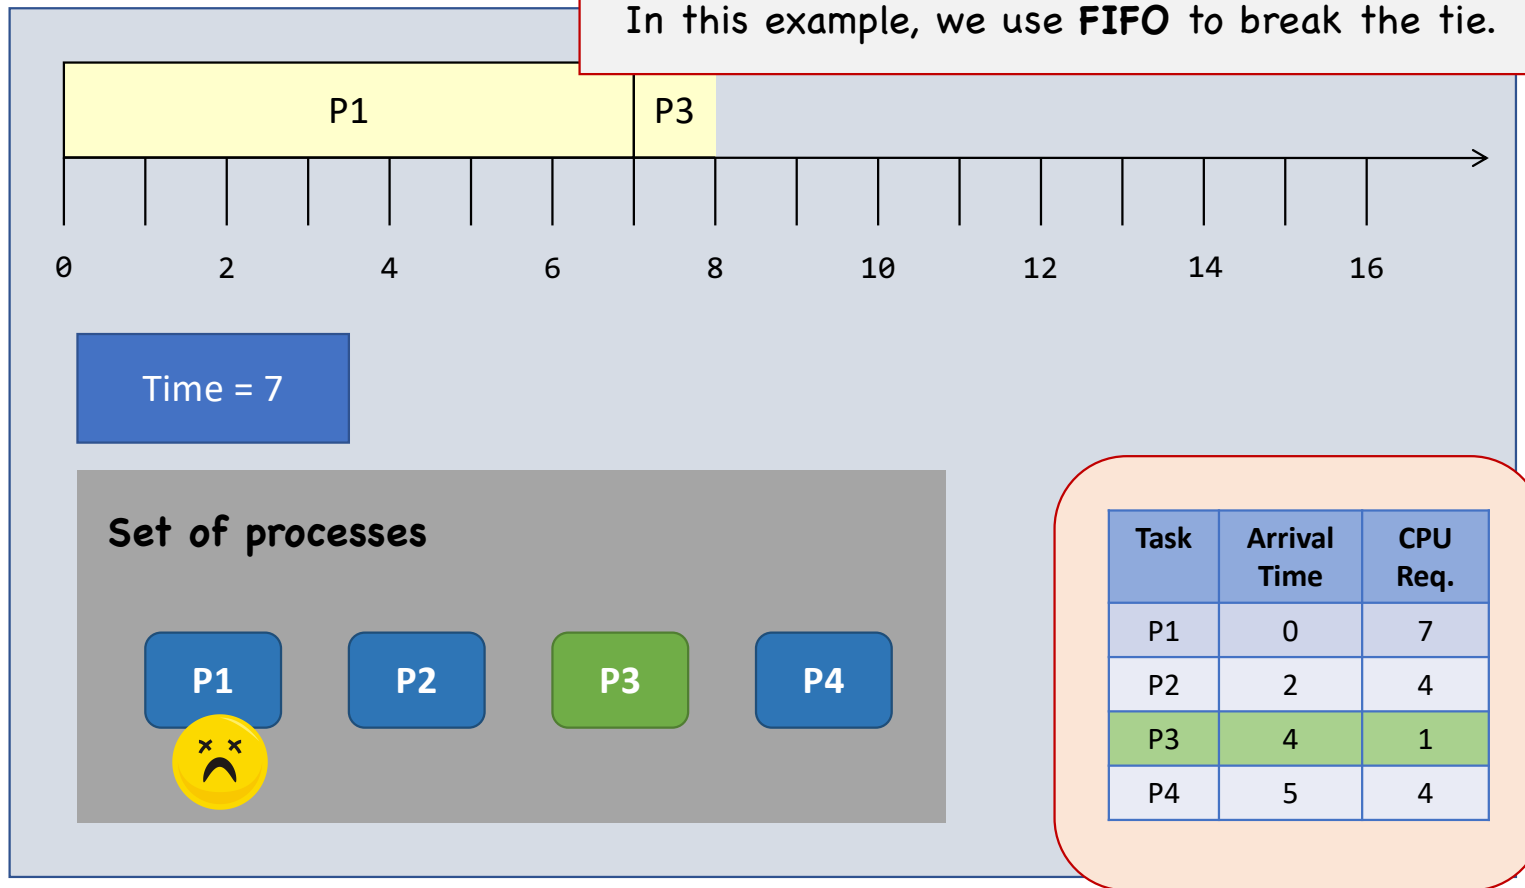 In this example, we use FIFO to break the tie.
P1 P3
0 2 4 6 8 10 12 14 16
Time = 7
Set of processes
P1 P2 P3 P4
Task Arrival Time CPU Req.
P1 0 7
P2 2 4
P3 4 1
P4 5 4